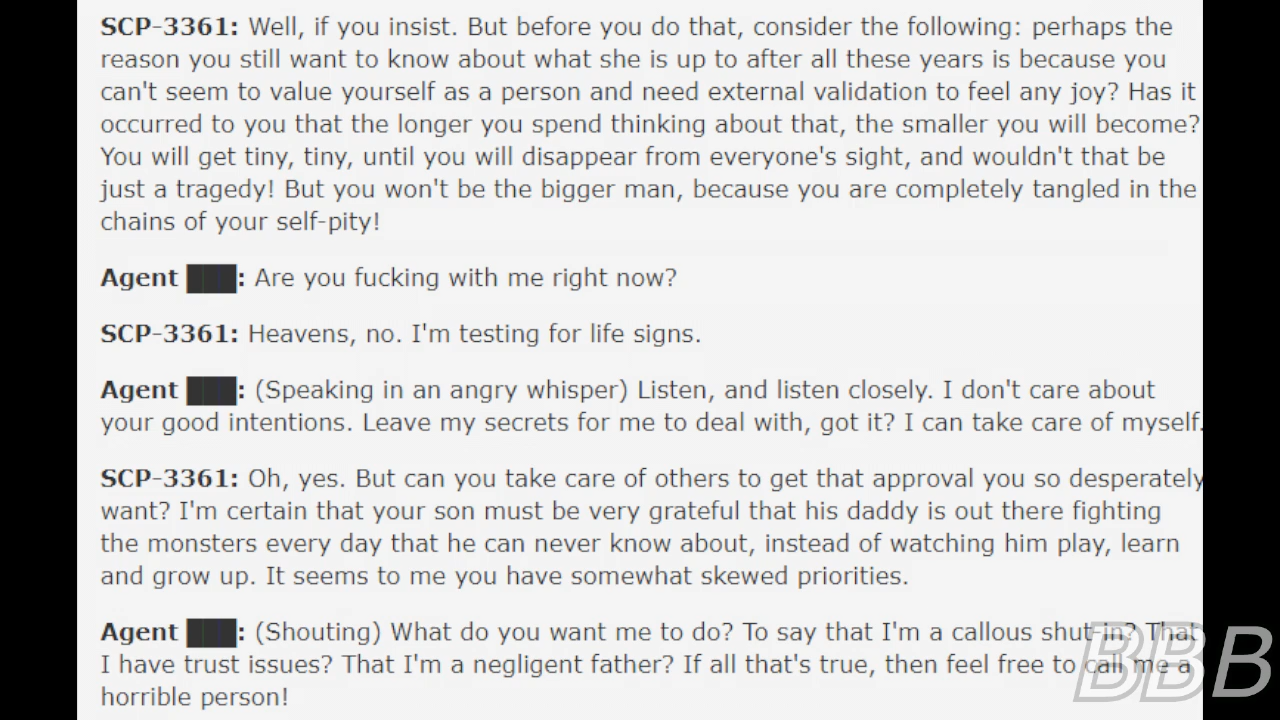 SCP-3361: Well, if you insist. But before you do that, consider the following: perhaps the
reason you still want to know about what she is up to after all these years is because you
can't seem to value yourself as a person and need external validation to feel any joy? Has it
occurred to you that the longer you spend thinking about that, the smaller you will become?
You will get tiny, tiny, until you will disappear from everyone's sight, and wouldn't that be
just a tragedy! But you won't be the bigger man, because you are completely tangled in the
chains of your self-pity!
Agent ███: Are you fucking with me right now?
SCP-3361: Heavens, no. I'm testing for life signs.
Agent ███: (Speaking in an angry whisper) Listen, and listen closely. I don't care about
your good intentions. Leave my secrets for me to deal with, got it? I can take care of myself.
SCP-3361: Oh, yes. But can you take care of others to get that approval you so desperately
want? I'm certain that your son must be very grateful that his daddy is out there fighting
the monsters every day that he can never know about, instead of watching him play, learn
and grow up. It seems to me you have somewhat skewed priorities.
Agent ███: (Shouting) What do you want me to do? To say that I'm a callous shut-in? That
I have trust issues? That I'm a negligent father? If all that's true, then feel free to call me a
horrible person!
BBB